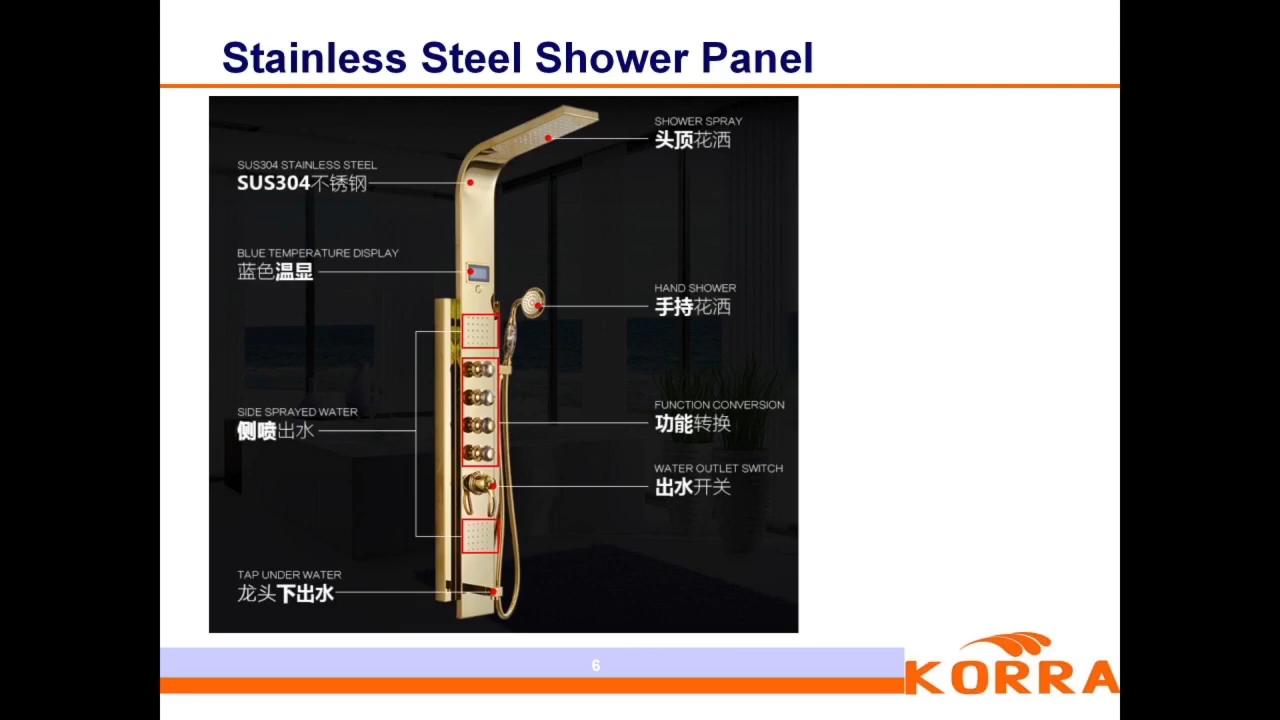 Stainless Steel Shower Panel
SHOWER SPRAY
头顶花洒
SUS304 STAINLESS STEEL
SUS304不锈钢
BLUE TEMPERATURE DISPLAY
蓝色温显
HAND SHOWER
手持花洒
SIDE SPRAYED WATER
侧喷出水
FUNCTION CONVERSION
功能转换
WATER OUTLET SWITCH
出水开关
TAP UNDER WATER
龙头下出水
6
KORRA